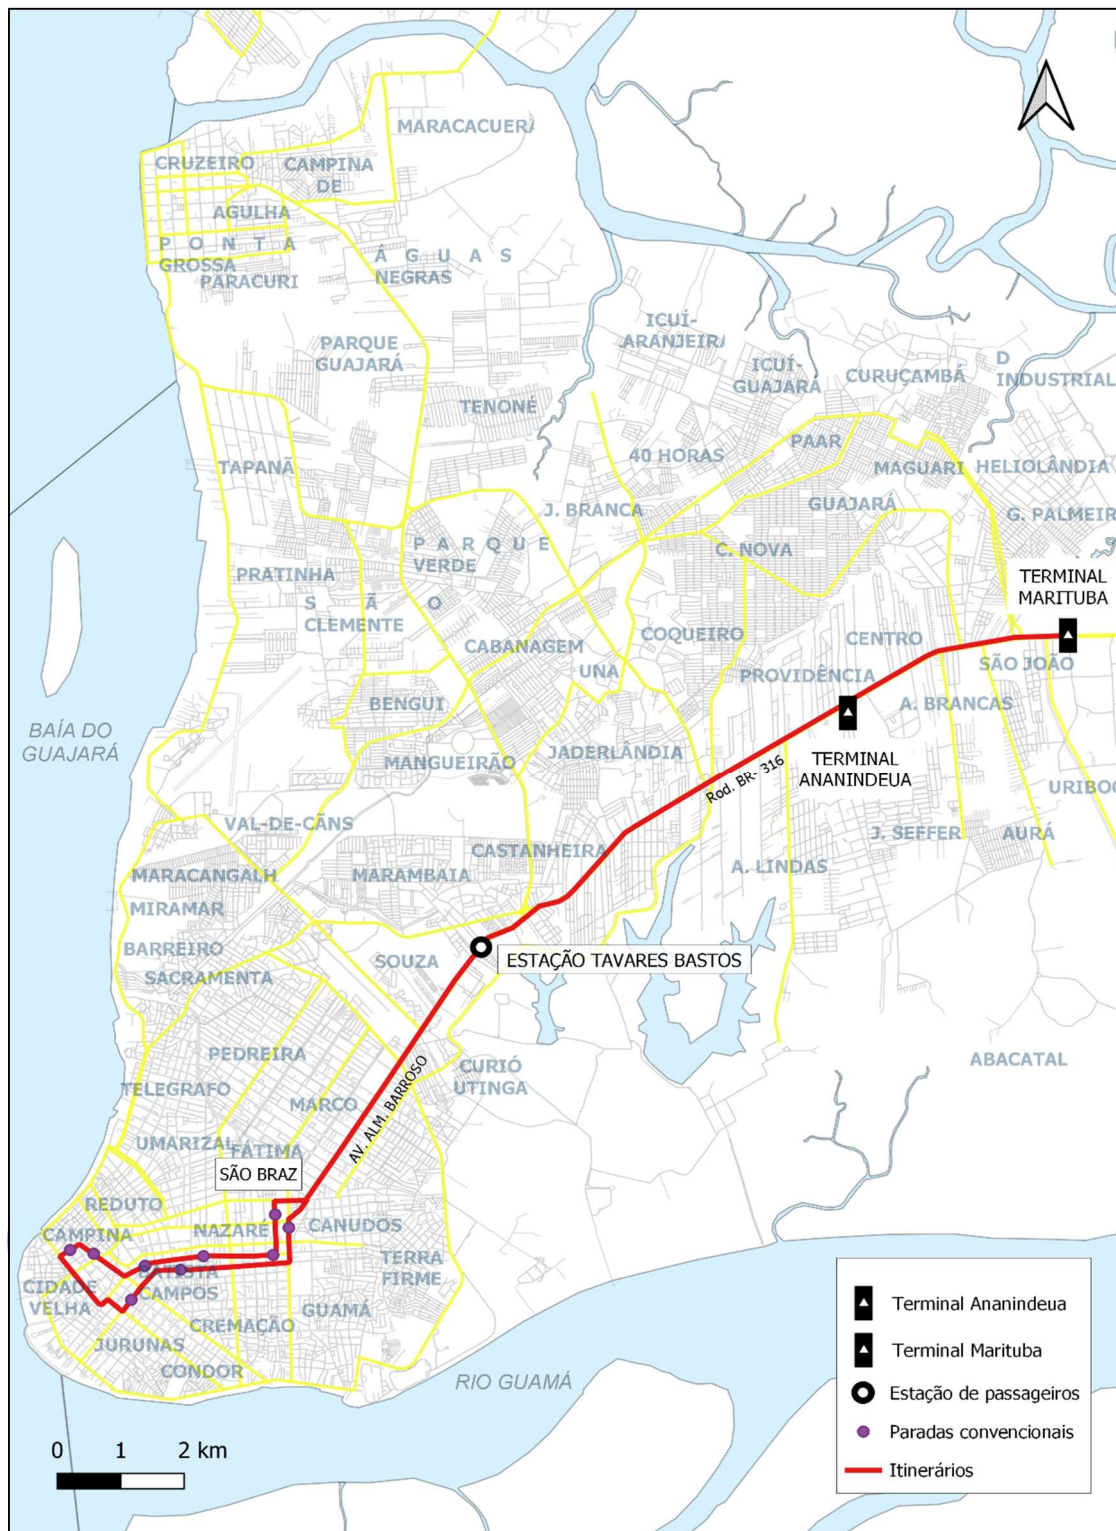 MARACACUERA
CRUZEIRO
CAMPINA
DE
AGULHA
PONTA
GROSSA
PARACURI
ÁGUAS
NEGRAS
PARQUE
GUAJARÁ
ICUÍ-
ARANJEIRA
ICUÍ-
GUAJARÁ
CURUÇAMBÁ
D
INDUSTRIAL
TENONÉ
TAPANÃ
40 HORAS
PAAR
MAGUARI
HELIOLÂNDIA
GUAJARÁ
G. PALMEIR
J. BRANCA
C. NOVA
PARQUE
VERDE
PRATINHA
SÃO
CLEMENTE
TERMINAL
MARITUBA
CABANAGEM
COQUEIRO
CENTRO
UNA
PROVIDÊNCIA
SÃO JOÃO
A. BRANCAS
BENGUI
BAÍA DO
GUAJARÁ
MANGUEIRÃO
JADERLÂNDIA
TERMINAL
ANANINDEUA
Rod. BR- 316
URIBOC
VAL-DE-CÃNS
J. SEFFER
AURÁ
CASTANHEIRA
A. LINDAS
MARACANGALH
MARAMBAIA
MIRAMAR
BARREIRO
SOUZA
ESTAÇÃO TAVARES BASTOS
SACRAMENTA
PEDREIRA
CURIÓ
UTINGA
ABACATAL
TELEGRAFO
MARCO
AV. ALM. BARROSO
UMARIZAL
FÁTIMA
SÃO BRAZ
REDUTO
NAZARÉ
CANUDOS
CAMPINA
TERRA
FIRME
BATISTA
CAMPOS
CIDADE
VELHA
GUAMÁ
CREMAÇÃO
JURUNAS
CONDOR
RIO GUAMÁ
Terminal Ananindeua
Terminal Marituba
Estação de passageiros
Paradas convencionais
Itinerários
0 1 2 km